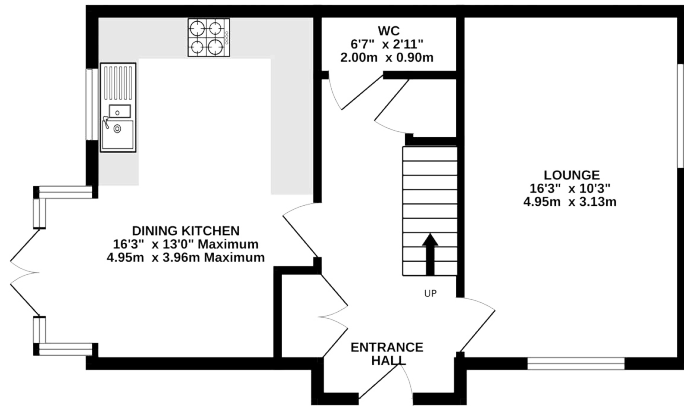 WC
6'7" x 2'11"
2.00m x 0.90m
LOUNGE
16'3" x 10'3"
4.95m x 3.13m
DINING KITCHEN
16'3" x 13'0" Maximum
4.95m x 3.96m Maximum
UP
ENTRANCE
HALL